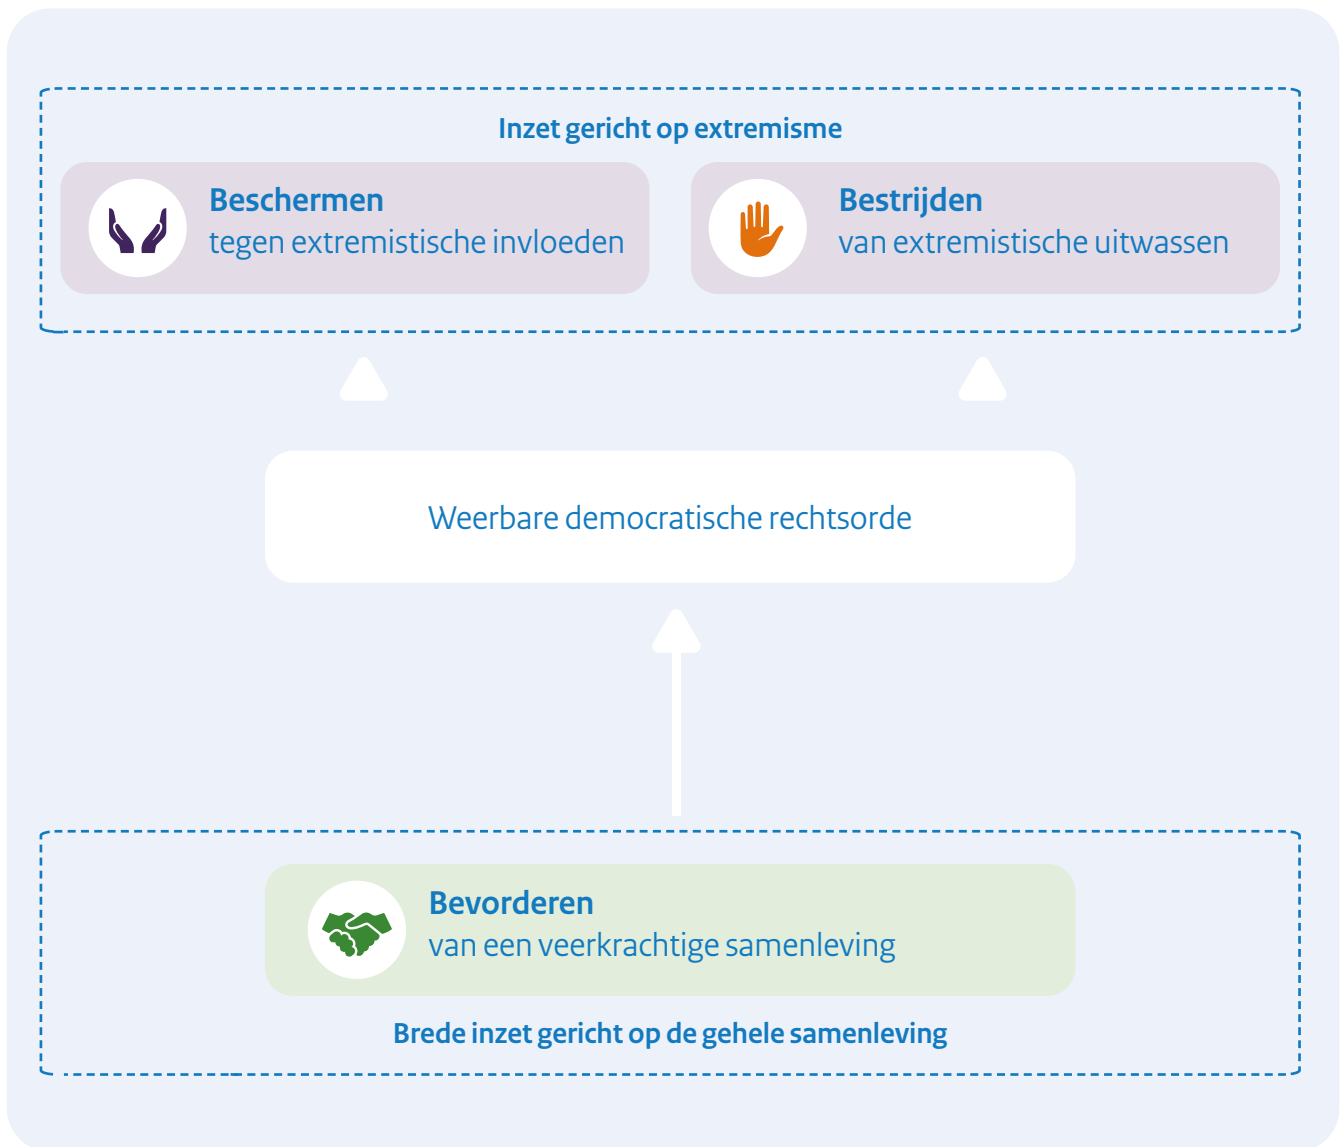 Inzet gericht op extremisme
Beschermen
tegen extremistische invloeden
Bestrijden
van extremistische uitwassen
Weerbare democratische rechtsorde
Bevorderen
van een veerkrachtige samenleving
Brede inzet gericht op de gehele samenleving